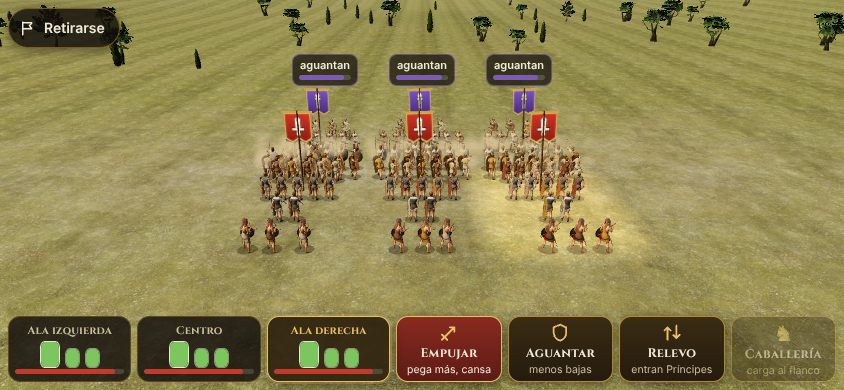 Retirarse
aguantan
aguantan
aguantan
ALA IZQUIERDA
CENTRO
ALA DERECHA
EMPUJAR
pega más, cansa
AGUANTAR
menos bajas
RELEVO
entran Príncipes
CABALLERÍA
carga al flanco